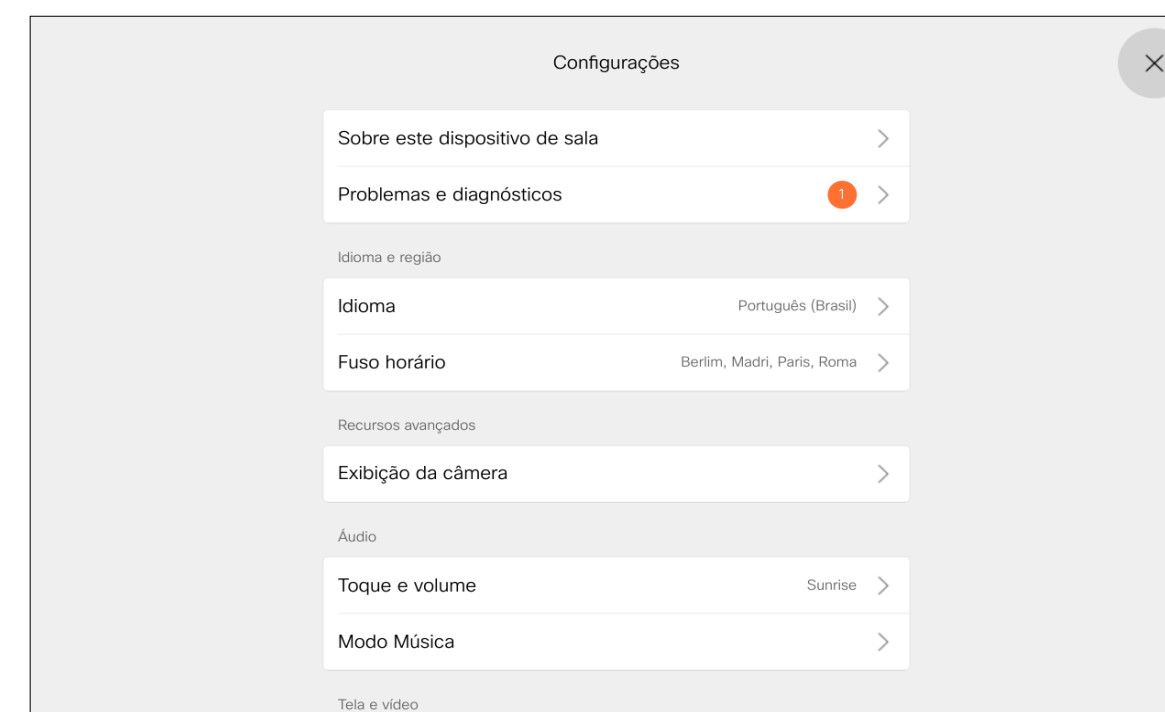 Configurações
Sobre este dispositivo de sala
Problemas e diagnósticos 1
Idioma e região
Idioma Português (Brasil)
Fuso horário Berlim, Madri, Paris, Roma
Recursos avançados
Exibição da câmera
Áudio
Toque e volume Sunrise
Modo Música
Tela e vídeo